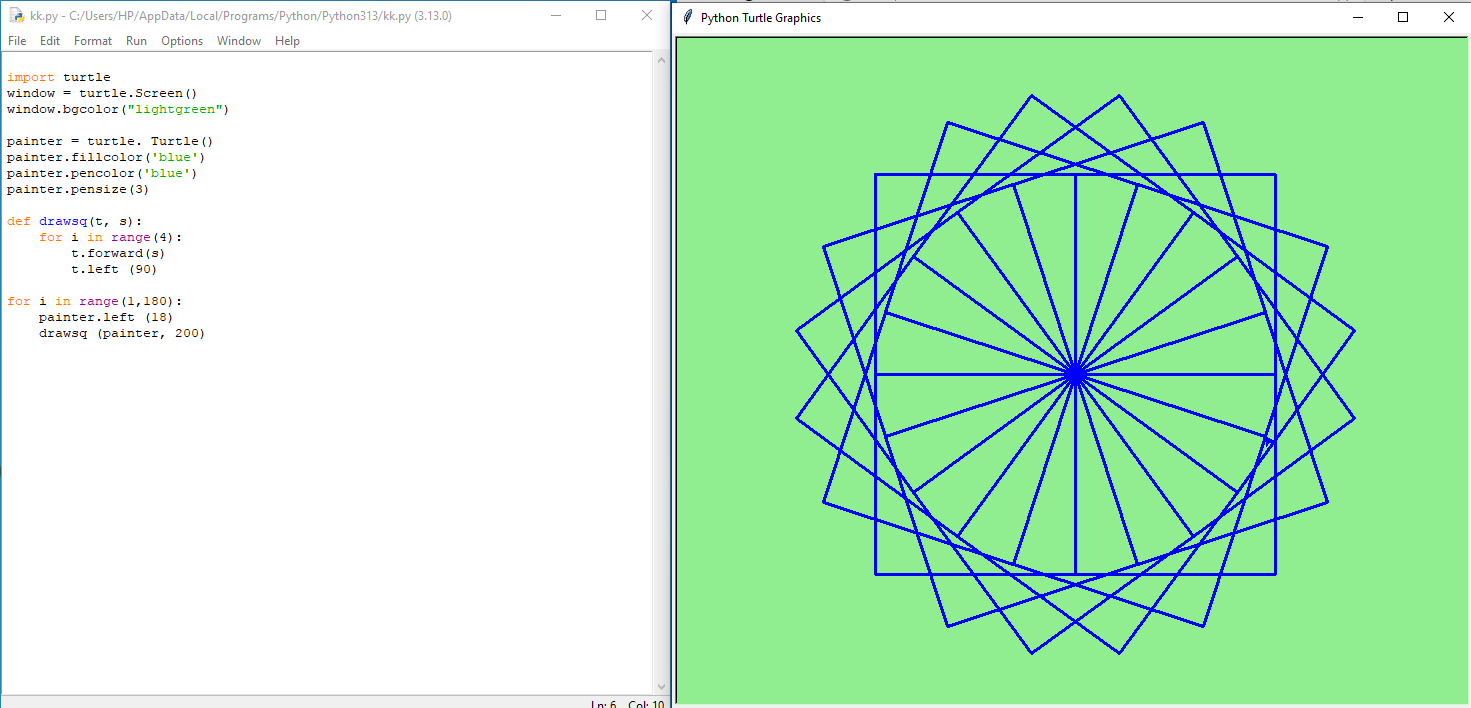 kk.py - C:/Users/HP/AppData/Local/Programs/Python/Python313/kk.py (3.13.0)
File Edit Format Run Options Window Help
import turtle
window = turtle.Screen()
window.bgcolor("lightgreen")
painter = turtle. Turtle()
painter.fillcolor('blue')
painter.pencolor('blue')
painter.pensize(3)
def drawsq(t, s):
    for i in range(4):
        t.forward(s)
        t.left (90)
for i in range(1,180):
    painter.left (18)
    drawsq (painter, 200)
Ln: 6 Col: 10
Python Turtle Graphics